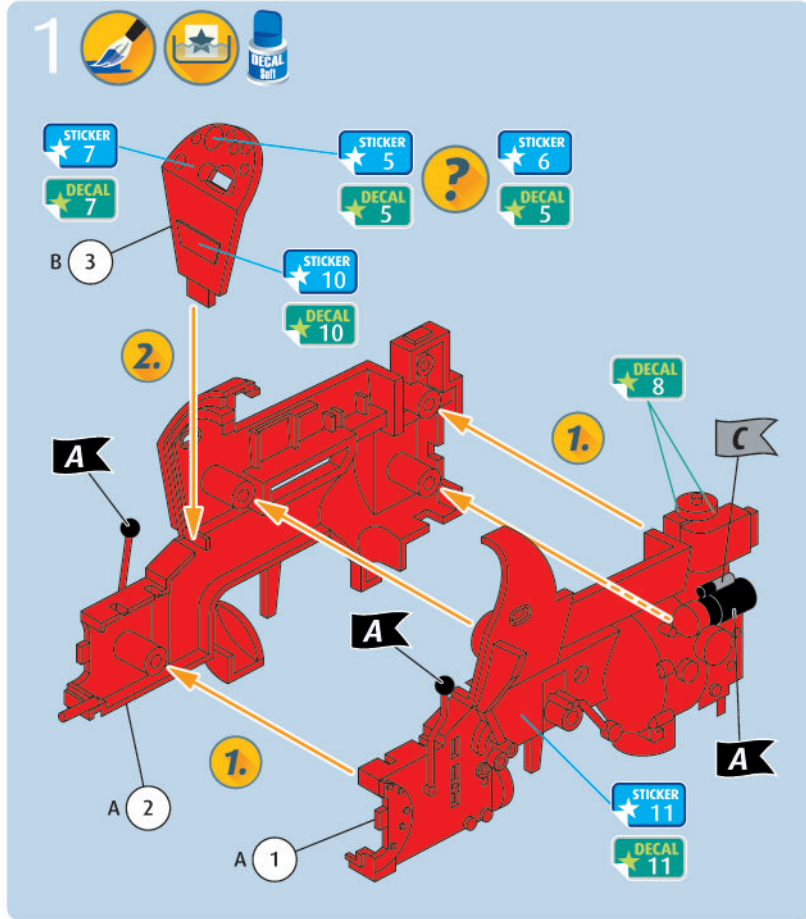 1
DECAL
Soft
STICKER
7
STICKER
5
?
STICKER
6
DECAL
7
DECAL
5
DECAL
5
B 3
STICKER
10
DECAL
10
2.
DECAL
8
A
1.
C
A
A
1.
STICKER
11
A 2
A 1
DECAL
11